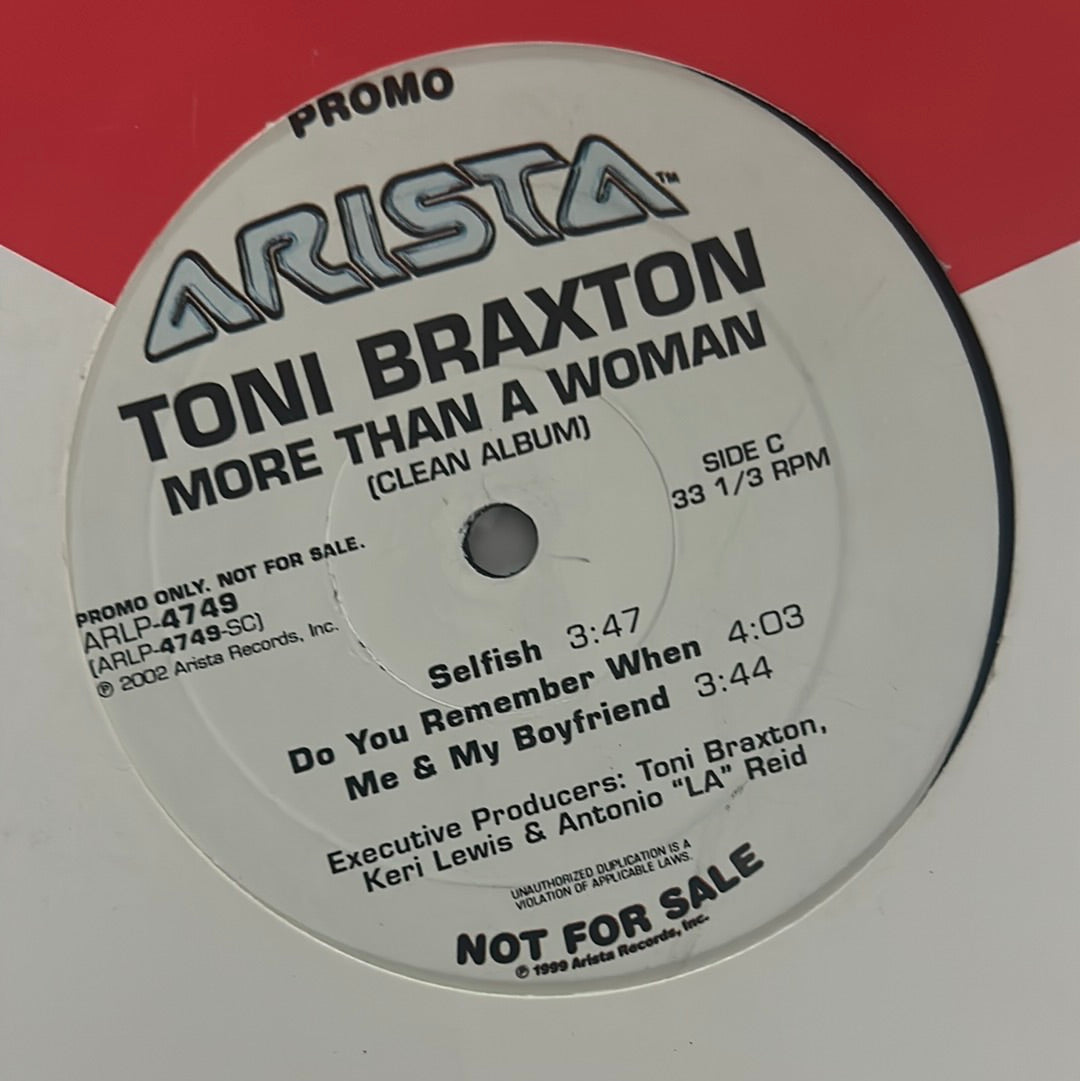 PROMO
ARISTA™
TONI BRAXTON
MORE THAN A WOMAN
(CLEAN ALBUM)
SIDE C
33 1/3 RPM
PROMO ONLY. NOT FOR SALE.
ARLP-4749
(ARLP-4749-SC)
℗ 2002 Arista Records, Inc.
Selfish 3:47
Do You Remember When 4:03
Me & My Boyfriend 3:44
Executive Producers: Toni Braxton,
Keri Lewis & Antonio “LA” Reid
UNAUTHORIZED DUPLICATION IS A
VIOLATION OF APPLICABLE LAWS.
NOT FOR SALE
℗ 1999 Arista Records, Inc.